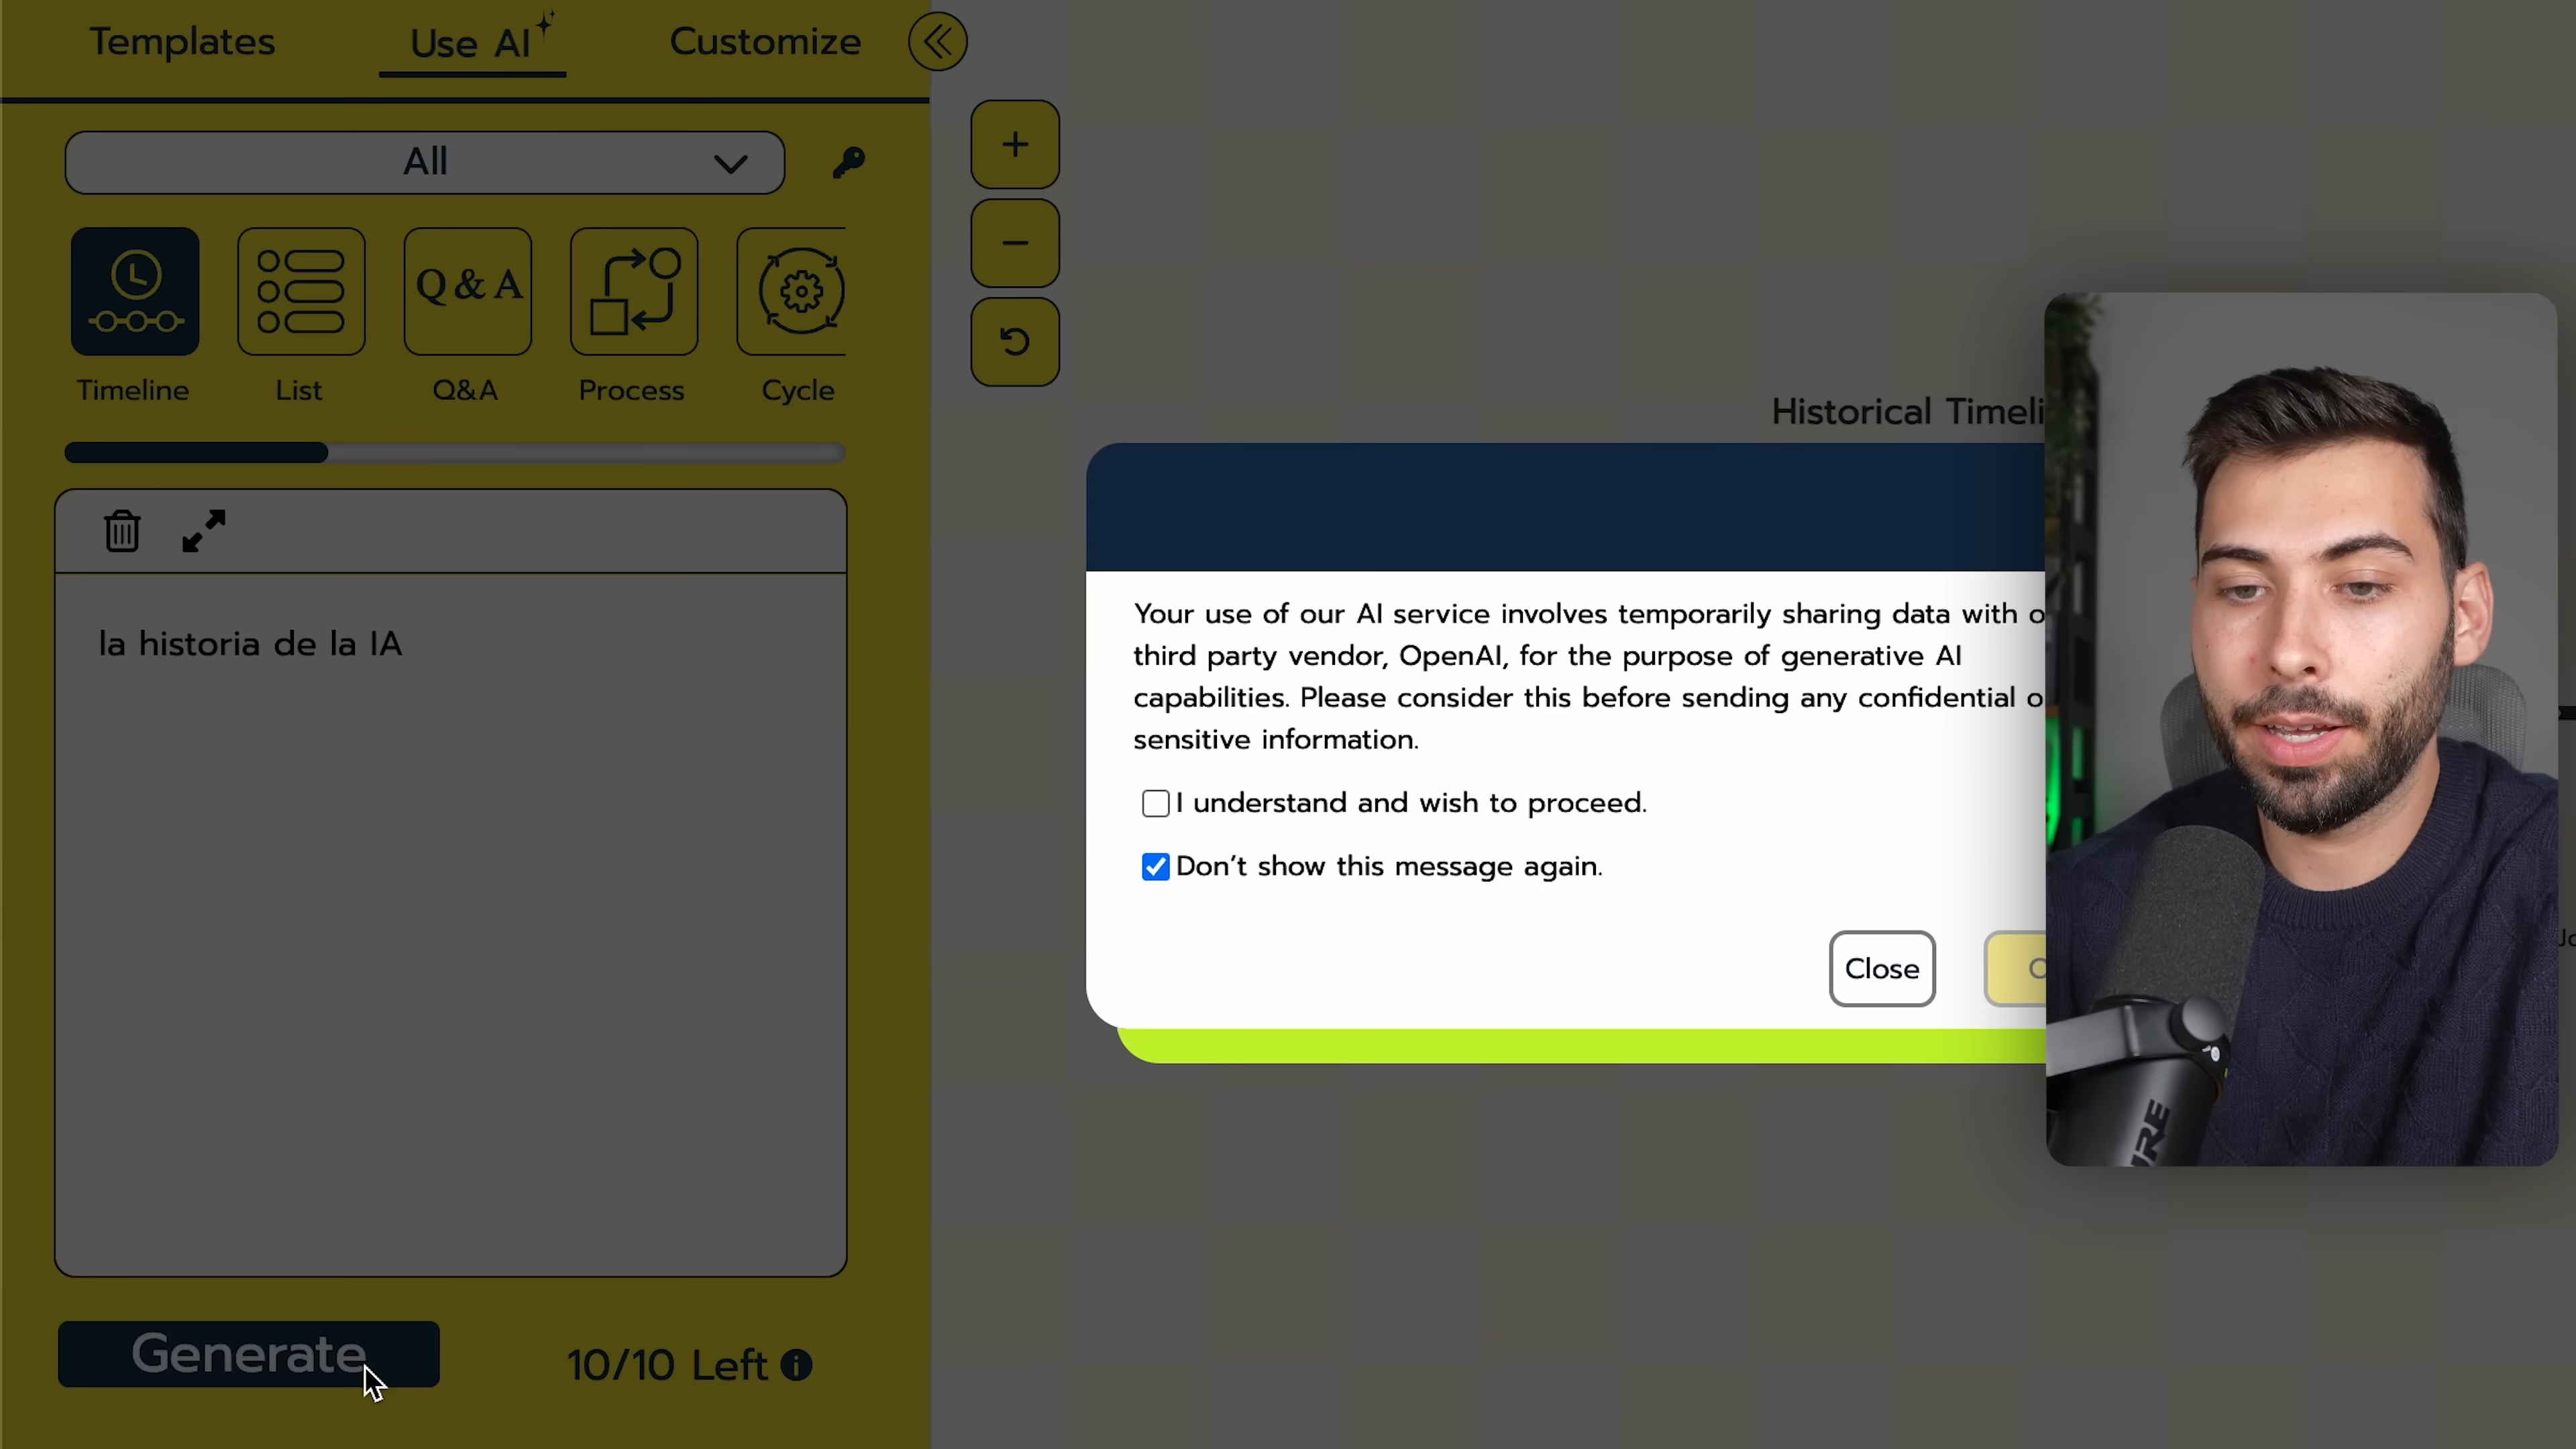 Templates
Use AI
Customize
All
Q & A
Timeline
List
Q&A
Process
Cycle
la historia de la IA
Generate
10/10 Left
Historical
Your use of our AI service involves temporarily sharing data with
third party vendor, OpenAI, for the purpose of generative AI
capabilities. Please consider this before sending any confidential
sensitive information.
I understand and wish to proceed.
Don't show this message again.
Close